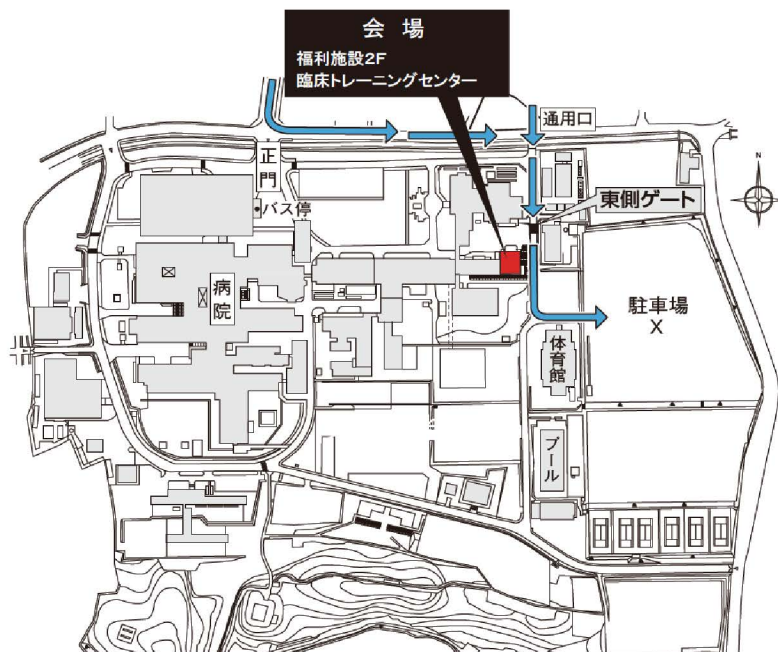 会場
福利施設2F
臨床トレーニングセンター
通用口
正門
バス停
東側ゲート
N
病院
駐車場
X
体育館
プール